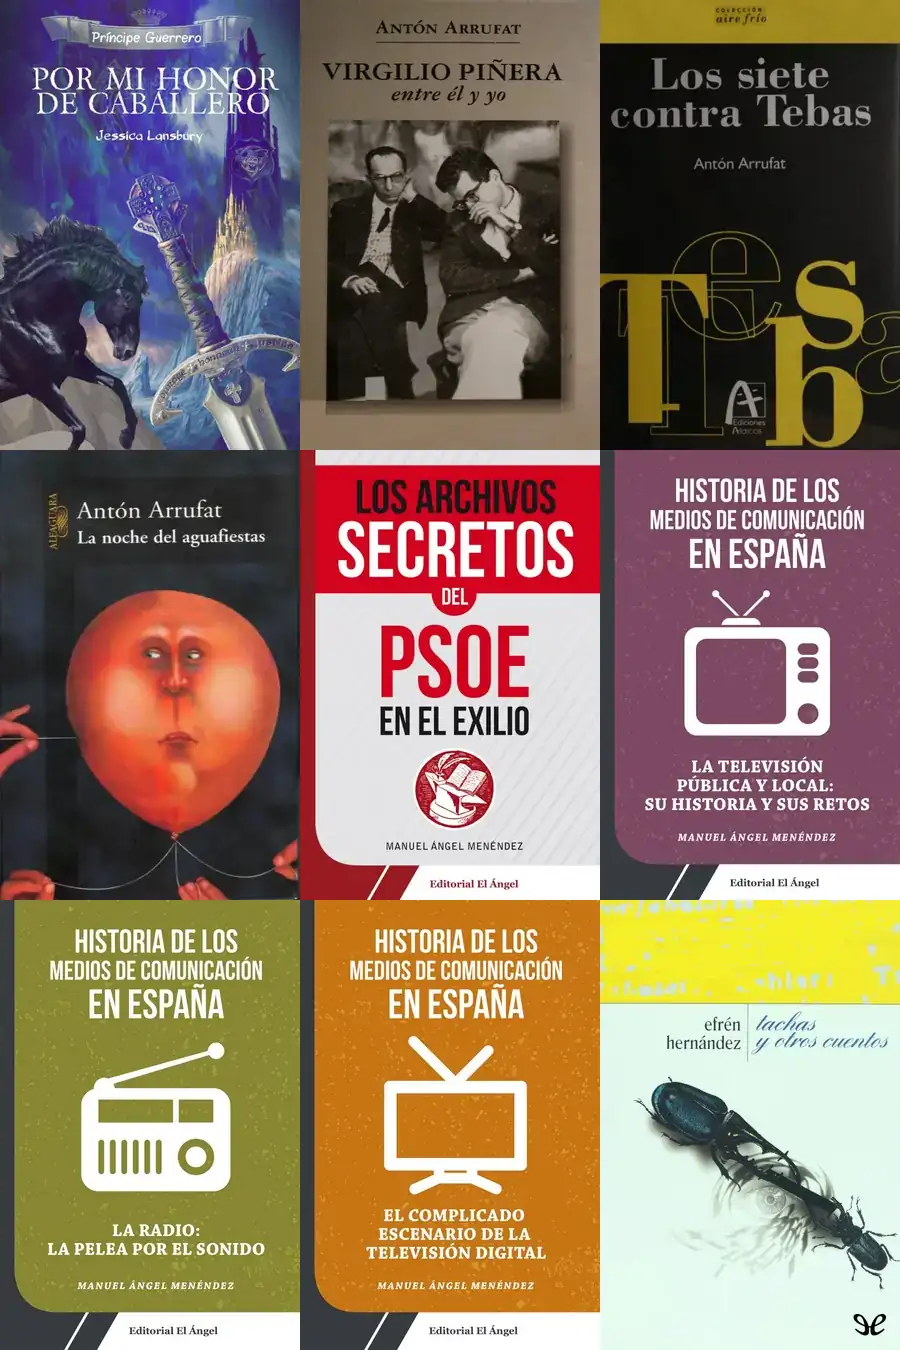 Príncipe Guerrero
POR MI HONOR
DE CABALLERO
Jessica Lansbury
ANTÓN ARRUFAT
VIRGILIO PIÑERA
entre él y yo
COLECCIÓN
aire frío
Los siete
contra Tebas
Antón Arrufat
Tebas
A
Ediciones
Alarcos
ALFAGUARA
Antón Arrufat
La noche del aguafiestas
LOS ARCHIVOS
SECRETOS
DEL
PSOE
EN EL EXILIO
MANUEL ÁNGEL MENÉNDEZ
Editorial El Ángel
HISTORIA DE LOS
MEDIOS DE COMUNICACIÓN
EN ESPAÑA
LA TELEVISIÓN
PÚBLICA Y LOCAL:
SU HISTORIA Y SUS RETOS
MANUEL ÁNGEL MENÉNDEZ
Editorial El Ángel
HISTORIA DE LOS
MEDIOS DE COMUNICACIÓN
EN ESPAÑA
LA RADIO:
LA PELEA POR EL SONIDO
MANUEL ÁNGEL MENÉNDEZ
Editorial El Ángel
HISTORIA DE LOS
MEDIOS DE COMUNICACIÓN
EN ESPAÑA
EL COMPLICADO
ESCENARIO DE LA
TELEVISIÓN DIGITAL
MANUEL ÁNGEL MENÉNDEZ
Editorial El Ángel
efrén
hernández
tachas
y otros cuentos